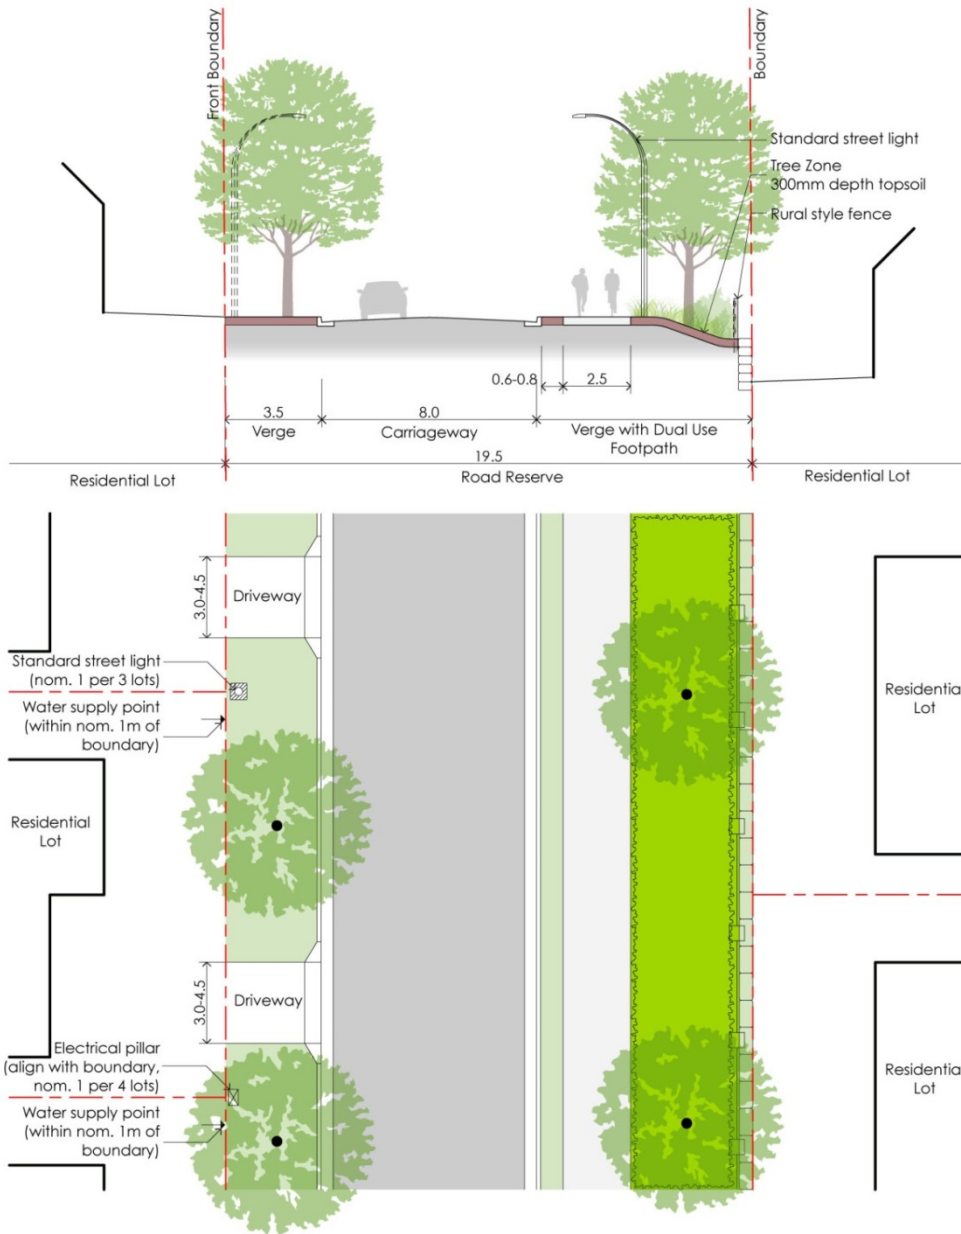 Front Boundary
Boundary
Standard street light
Tree Zone
300mm depth topsoil
Rural style fence
0.6-0.8
2.5
3.5
Verge
8.0
Carriageway
Verge with Dual Use
Footpath
19.5
Residential Lot
Road Reserve
Residential Lot
3.0-4.5
Driveway
Standard street light
(nom. 1 per 3 lots)
Water supply point
(within nom. 1m of
boundary)
Residential
Lot
Residential
Lot
3.0-4.5
Driveway
Electrical pillar
(align with boundary,
nom. 1 per 4 lots)
Water supply point
(within nom. 1m of
boundary)
Residential
Lot